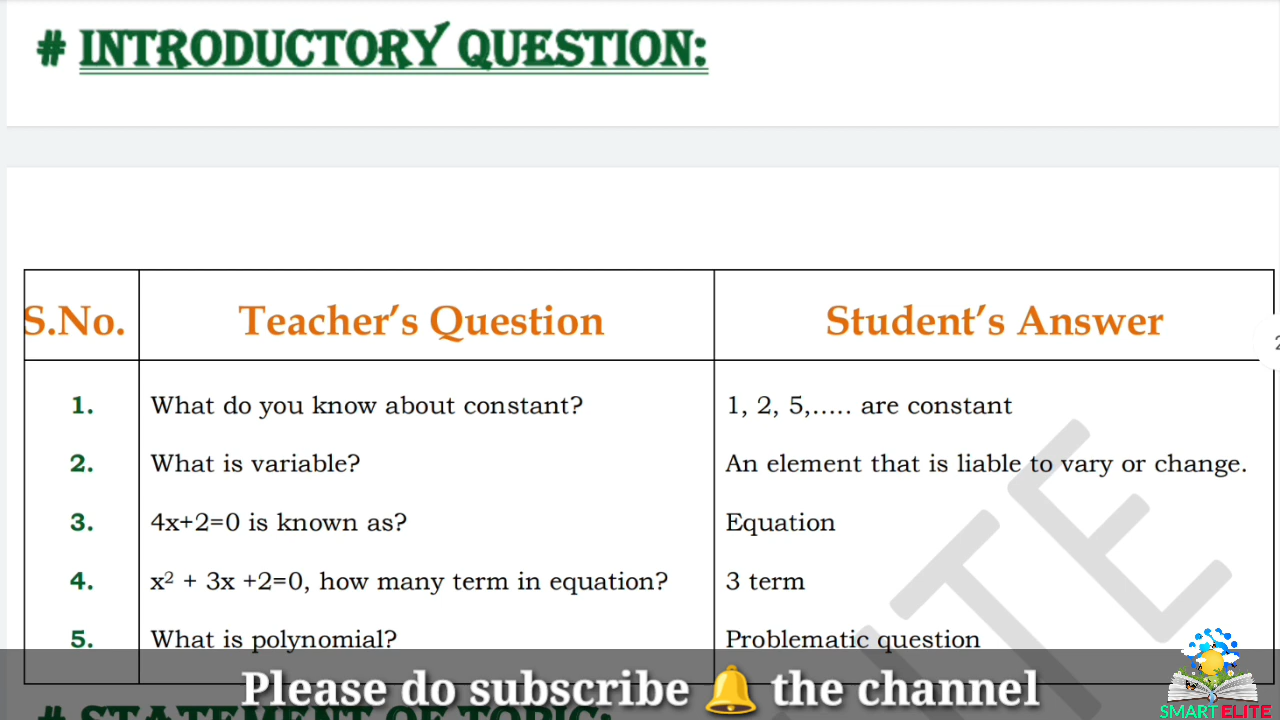 # INTRODUCTORY QUESTION:
S.No. Teacher's Question Student's Answer
1. What do you know about constant? 1, 2, 5,..... are constant
2. What is variable? An element that is liable to vary or change.
3. 4x+2=0 is known as? Equation
4. x² + 3x +2=0, how many term in equation? 3 term
5. What is polynomial? Problematic question
Please do subscribe 🔔 the channel
# STATEMENT OF TOPIC:
SMART ELITE